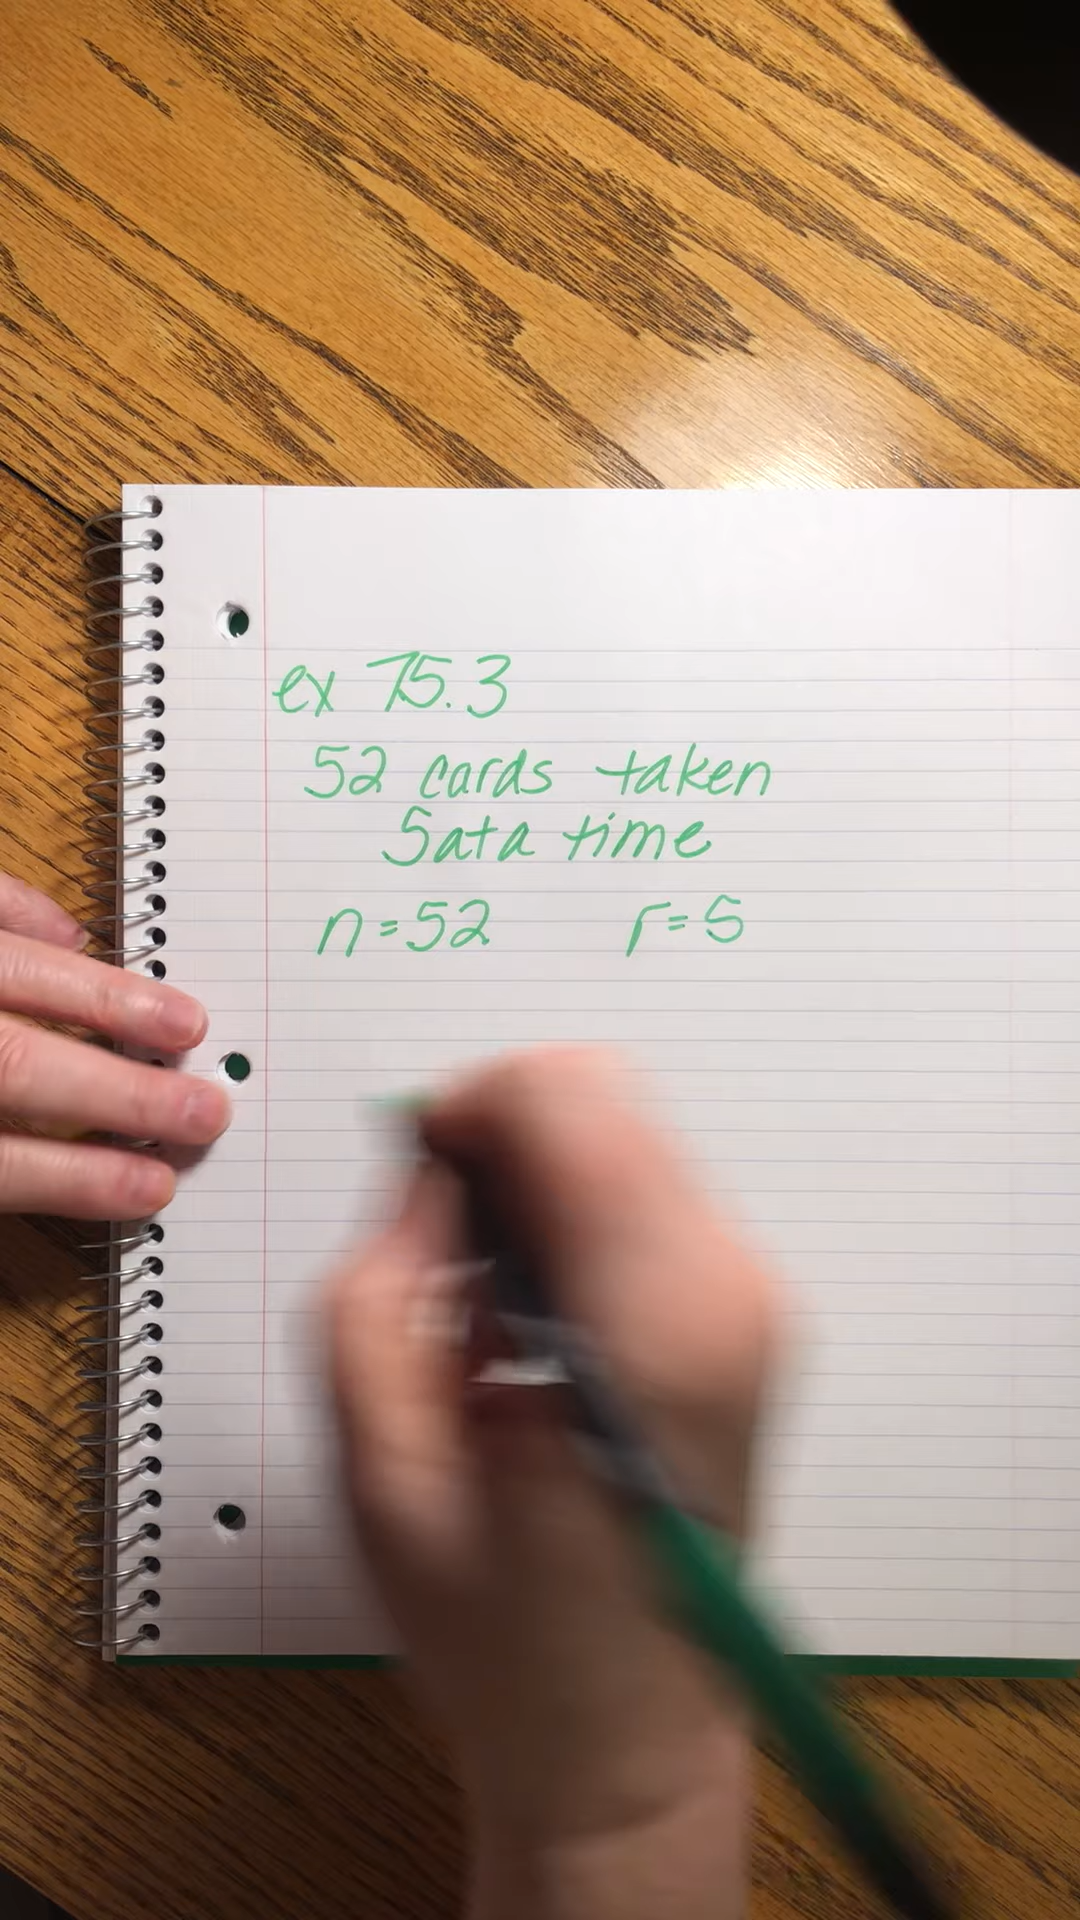 ex 75.3
52 cards taken
5 at a time
n = 52 r = 5